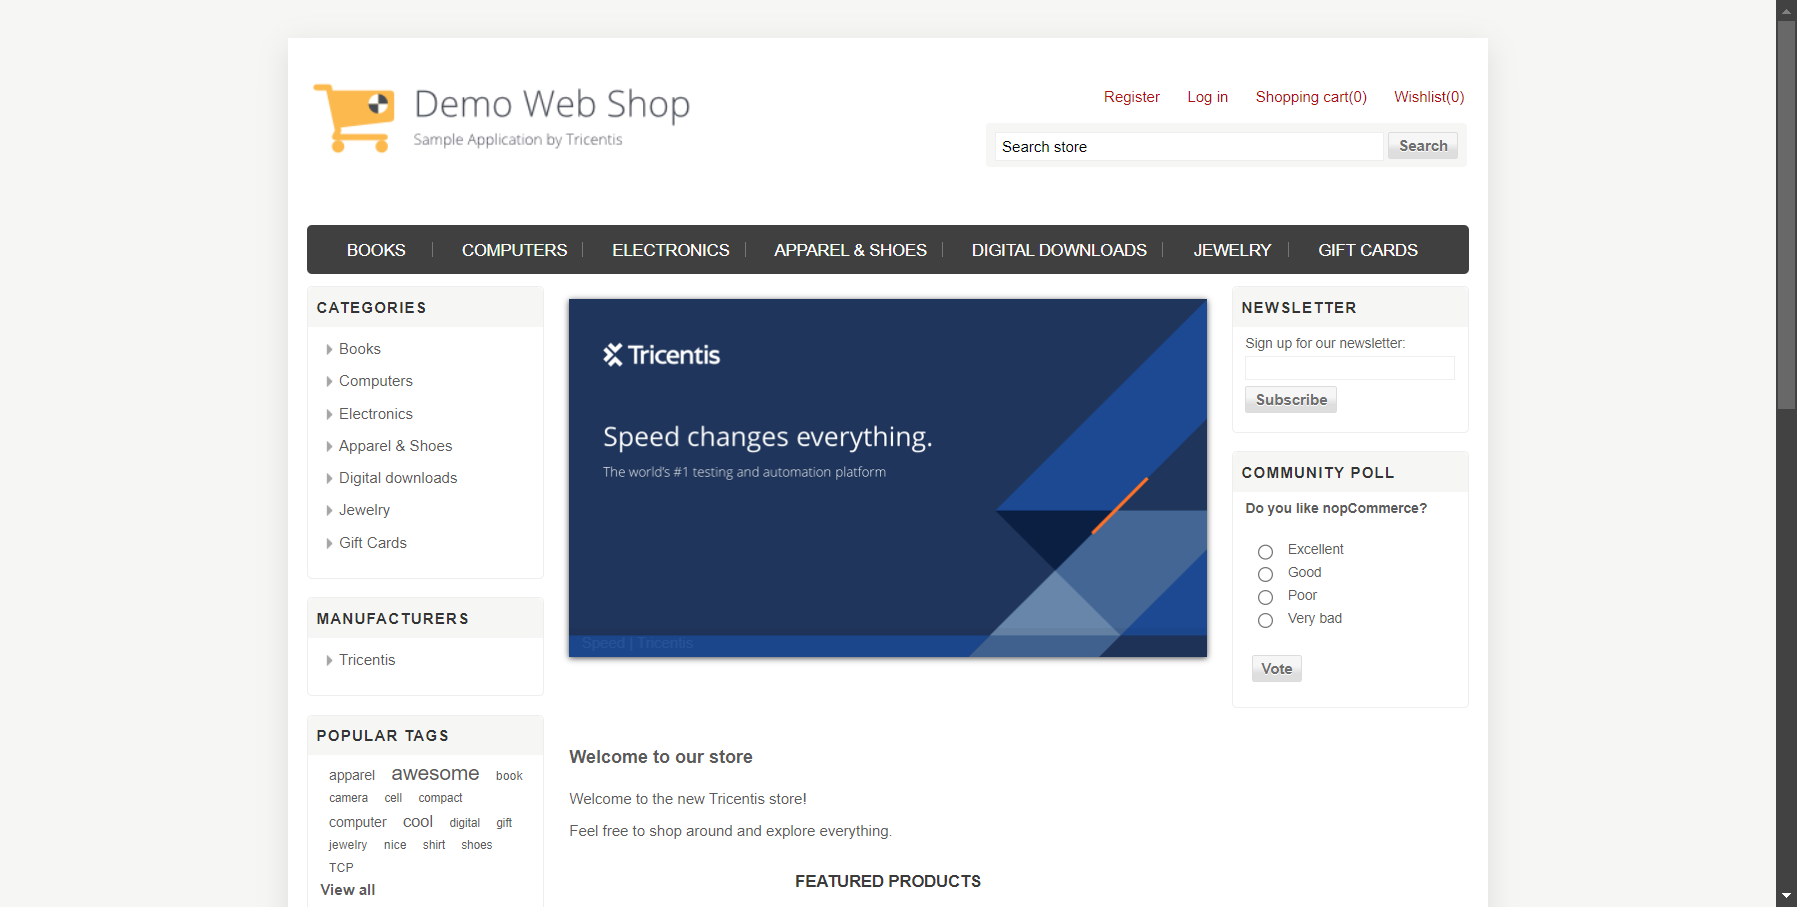 Demo Web Shop
Sample Application by Tricentis
Register Log in Shopping cart(0) Wishlist(0)
Search store Search
BOOKS COMPUTERS ELECTRONICS APPAREL & SHOES DIGITAL DOWNLOADS JEWELRY GIFT CARDS
CATEGORIES
Books
Computers
Electronics
Apparel & Shoes
Digital downloads
Jewelry
Gift Cards
MANUFACTURERS
Tricentis
POPULAR TAGS
apparel awesome book
camera cell compact
computer cool digital gift
jewelry nice shirt shoes
TCP
View all
Tricentis
Speed changes everything.
The world's #1 testing and automation platform
Speed | Tricentis
Welcome to our store
Welcome to the new Tricentis store!
Feel free to shop around and explore everything.
FEATURED PRODUCTS
NEWSLETTER
Sign up for our newsletter:
Subscribe
COMMUNITY POLL
Do you like nopCommerce?
Excellent
Good
Poor
Very bad
Vote